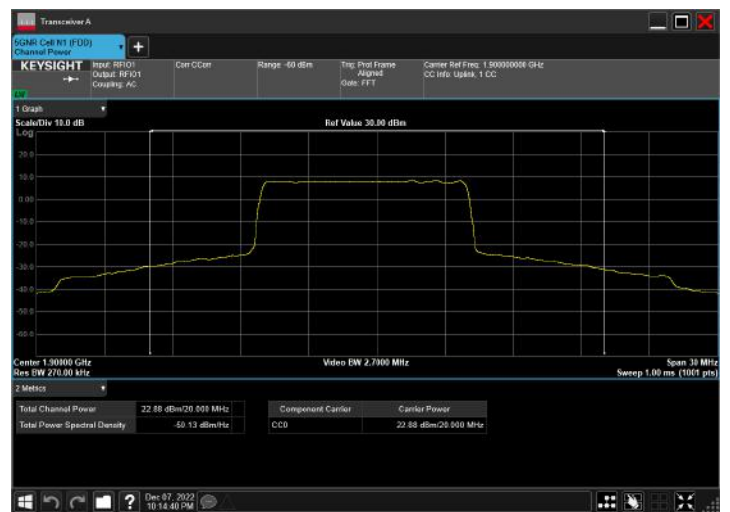 Transceiver A
5GNR Cell N1 (FDD)
Channel Power
KEYSIGHT
Input: RFIO1
Output: RFIO1
Coupling: AC
Corr CCorr
Range: -60 dBm
Trig: Prot Frame
Aligned
Gate: FFT
Carrier Ref Freq: 1.900000000 GHz
CC Info: Uplink, 1 CC
1 Graph
Scale/Div 10.0 dB
Ref Value 30.00 dBm
Log
20.0
10.0
0.00
-10.0
-20.0
-30.0
-40.0
-50.0
-60.0
Center 1.90000 GHz
Video BW 2.7000 MHz
Span 30 MHz
Res BW 270.00 kHz
Sweep 1.00 ms (1001 pts)
2 Metrics
Total Channel Power 22.88 dBm/20.000 MHz
Total Power Spectral Density -50.13 dBm/Hz
Component Carrier Carrier Power
CC0 22.88 dBm/20.000 MHz
?
Dec 07, 2022
10:14:40 PM